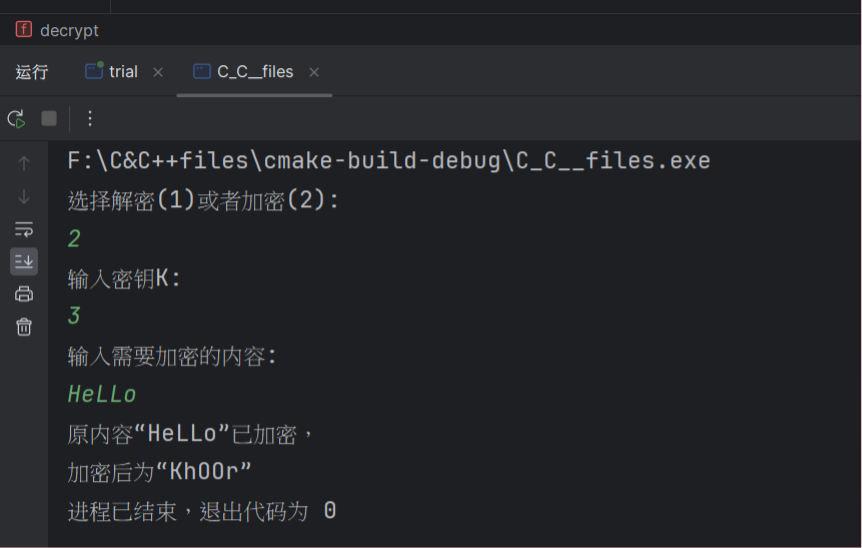 decrypt
运行 trial × C_C__files ×
F:\C&C++files\cmake-build-debug\C_C__files.exe
选择解密(1)或者加密(2):
2
输入密钥K:
3
输入需要加密的内容:
HeLLo
原内容“HeLLo”已加密，
加密后为“KhOOr”
进程已结束，退出代码为 0